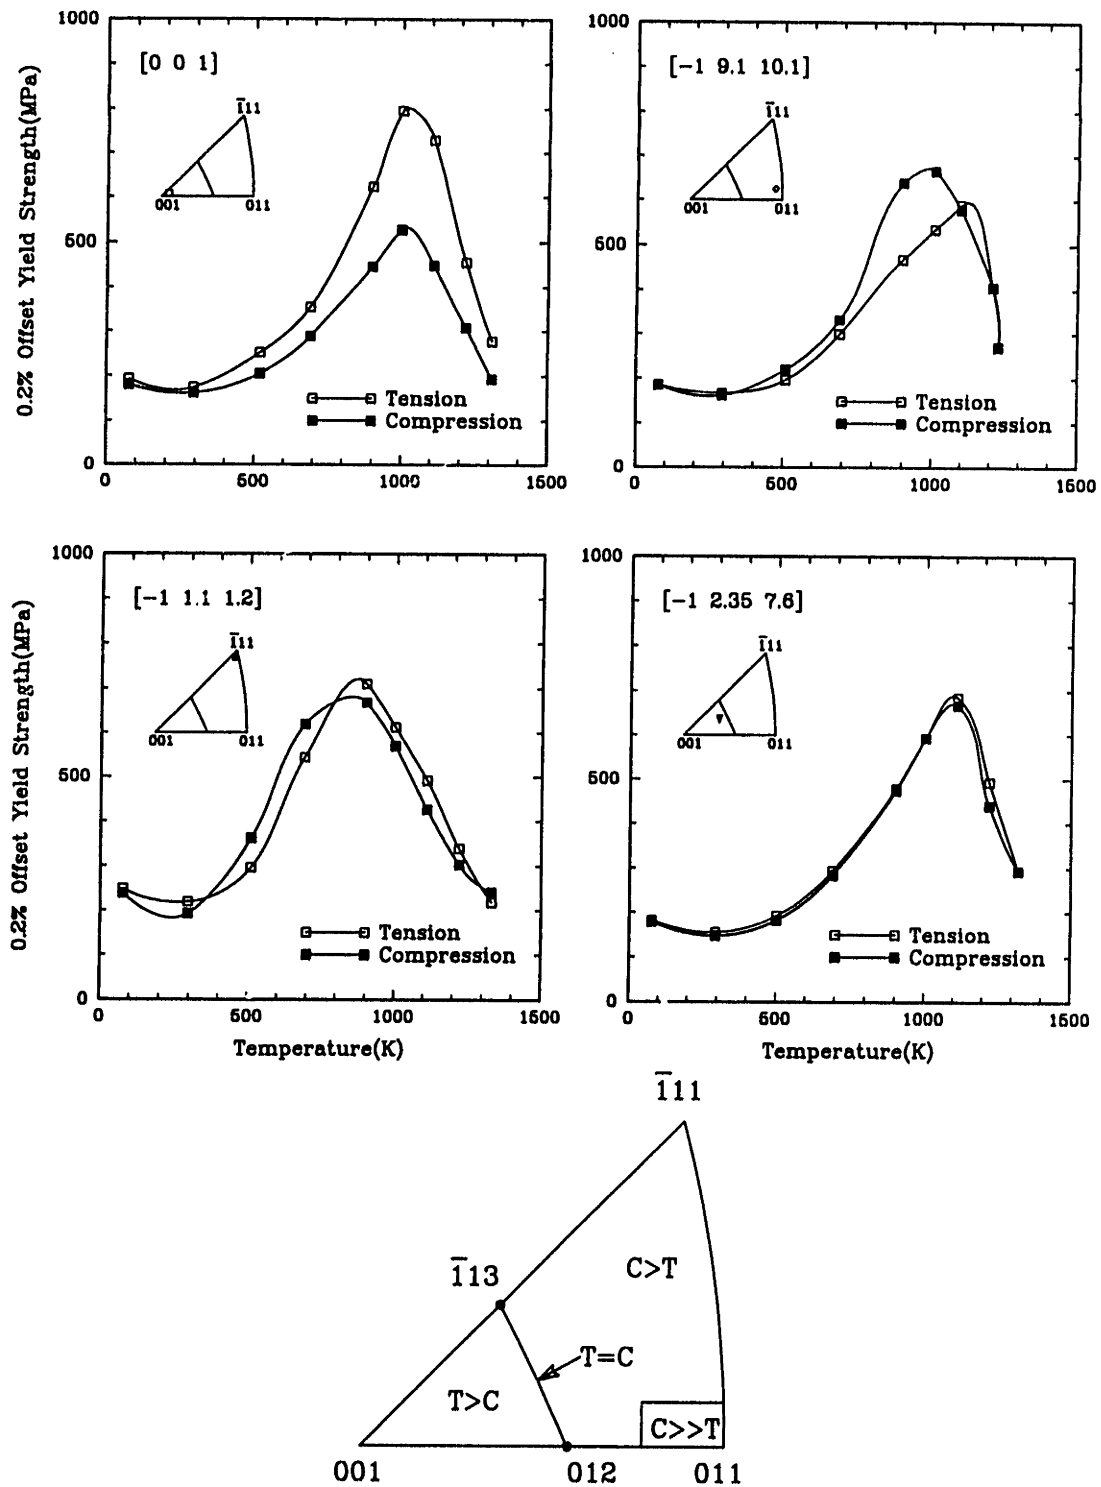 1000
[0 0 1]
1̅11
001
011
500
0
Tension
Compression
0 500 1000 1500
0.2% Offset Yield Strength(MPa)
1000
[-1 9.1 10.1]
1̅11
001
011
500
0
Tension
Compression
0 500 1000 1500
1000
[-1 1.1 1.2]
1̅11
001
011
500
0
Tension
Compression
0 500 1000 1500
Temperature(K)
0.2% Offset Yield Strength(MPa)
1000
[-1 2.35 7.6]
1̅11
001
011
500
0
Tension
Compression
0 500 1000 1500
Temperature(K)
1̅11
1̅13
C>T
T=C
T>C
C>>T
001 012 011